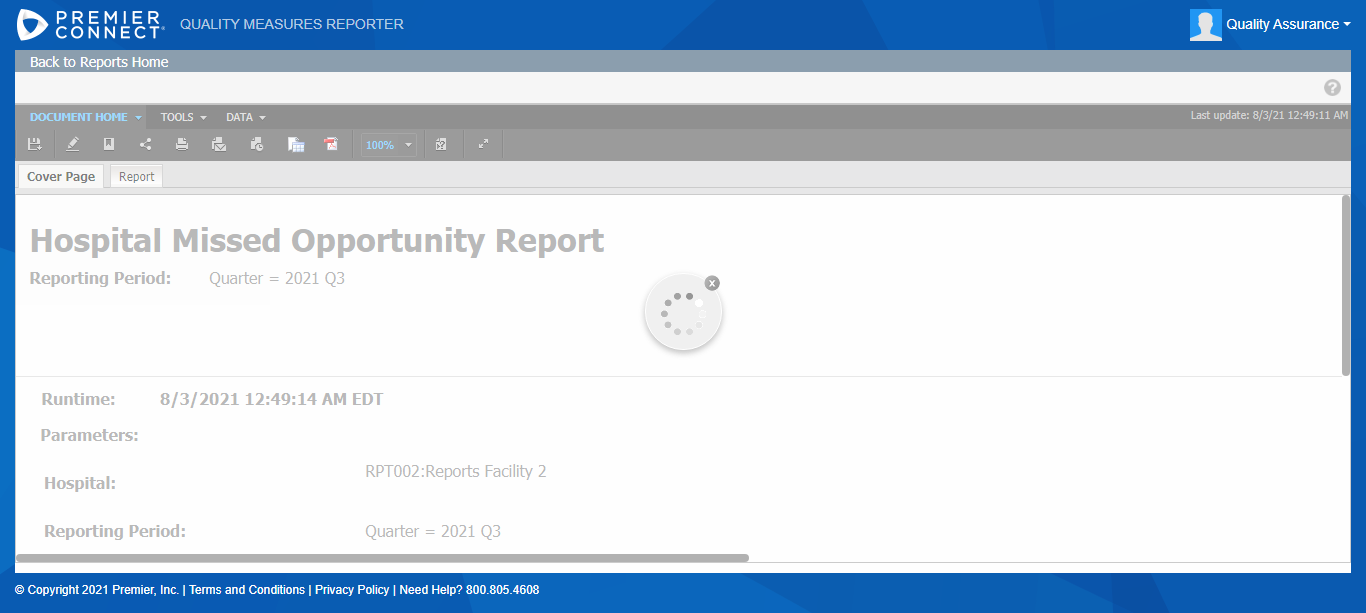 PREMIER
CONNECT®
QUALITY MEASURES REPORTER
Quality Assurance
Back to Reports Home
?
DOCUMENT HOME TOOLS DATA
Last update: 8/3/21 12:49:11 AM
100%
Cover Page Report
Hospital Missed Opportunity Report
Reporting Period: Quarter = 2021 Q3
x
Runtime: 8/3/2021 12:49:14 AM EDT
Parameters:
Hospital: RPT002:Reports Facility 2
Reporting Period: Quarter = 2021 Q3
© Copyright 2021 Premier, Inc. | Terms and Conditions | Privacy Policy | Need Help? 800.805.4608